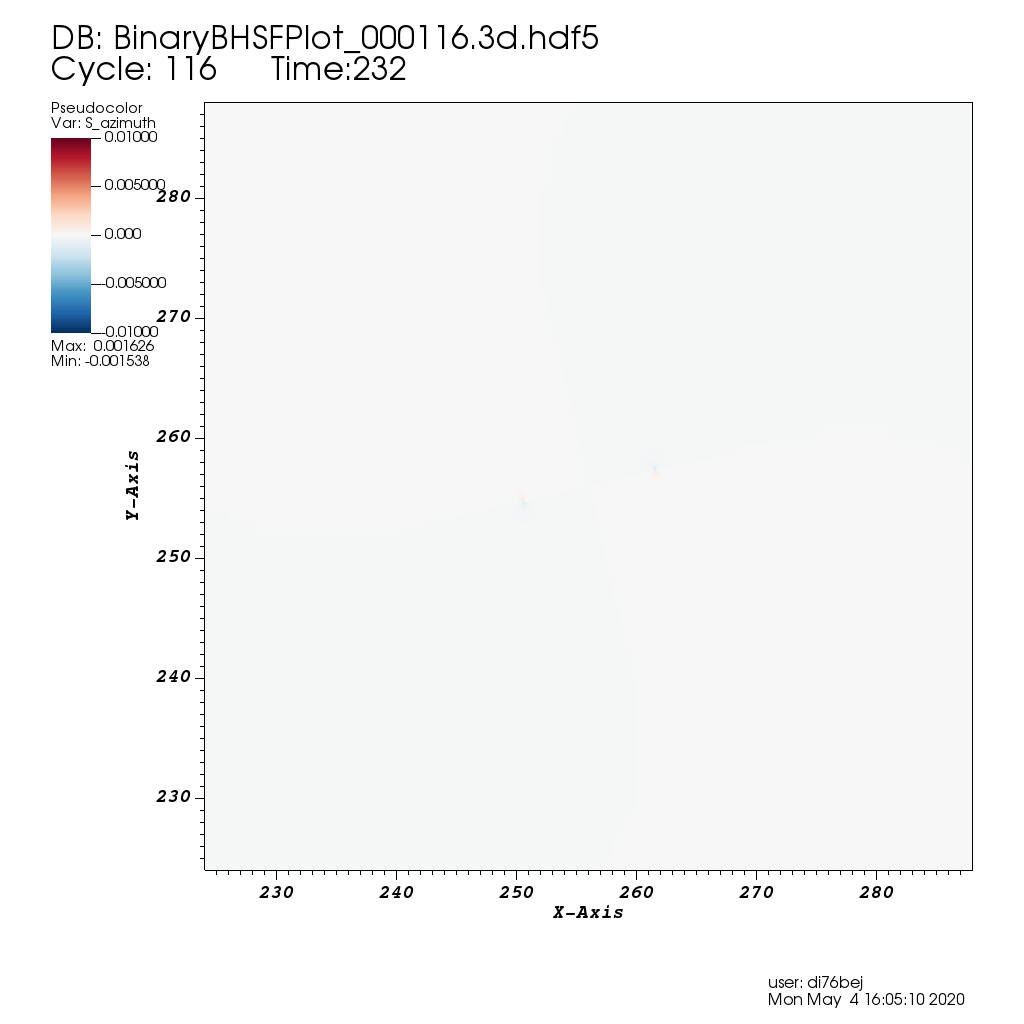 DB: BinaryBHSFPlot_000116.3d.hdf5
Cycle: 116 Time:232
Pseudocolor
Var: S_azimuth
0.01000
0.005000
0.000
-0.005000
-0.01000
Max: 0.001626
Min: -0.001538
280
270
260
250
240
230
Y-Axis
230 240 250 260 270 280
X-Axis
user: di76bej
Mon May 4 16:05:10 2020